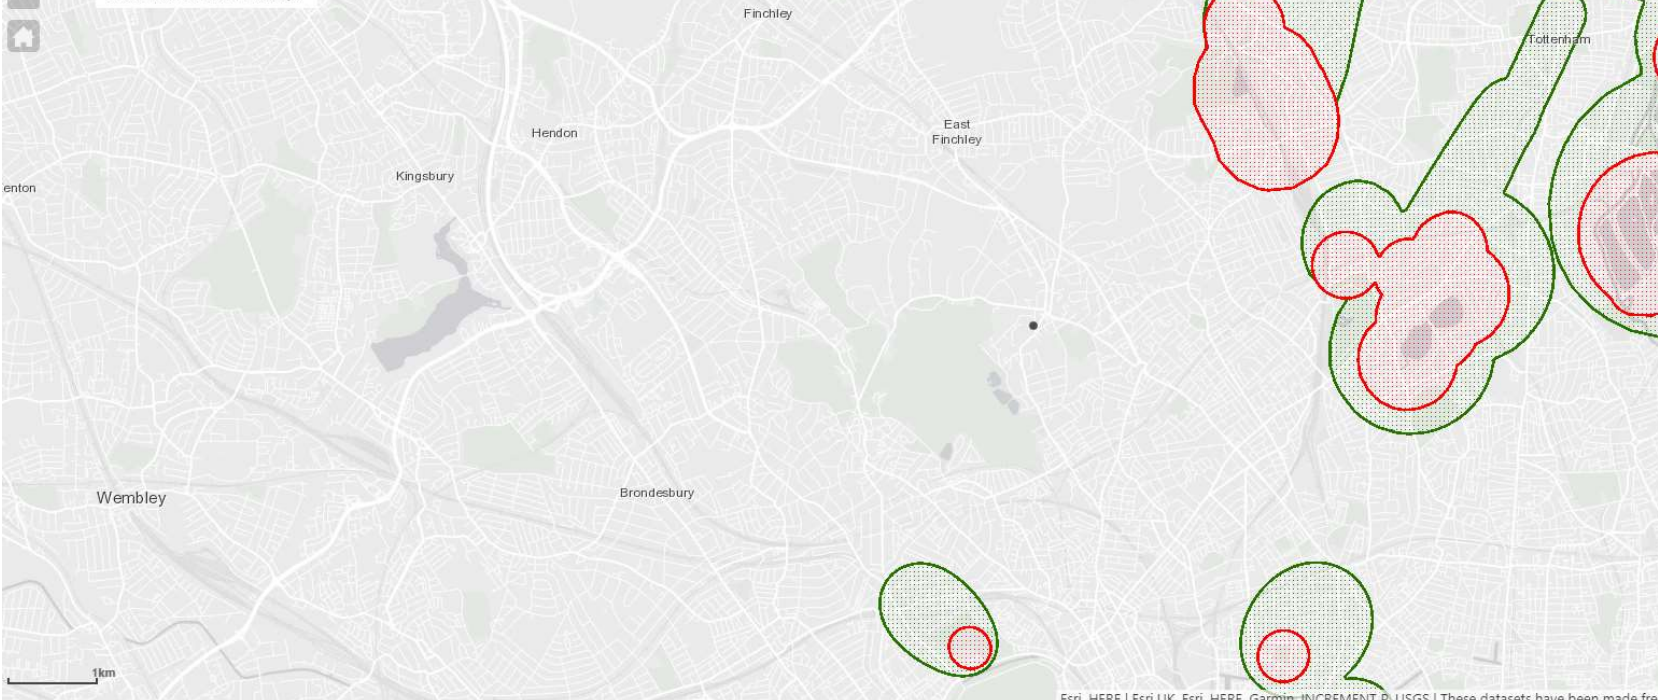 Finchley
Tottenham
East
Finchley
Hendon
Kingsbury
enton
Wembley
Brondesbury
1km
Esri, HERE | Esri UK, Esri, HERE, Garmin, INCREMENT P, USGS | These datasets have been made fre